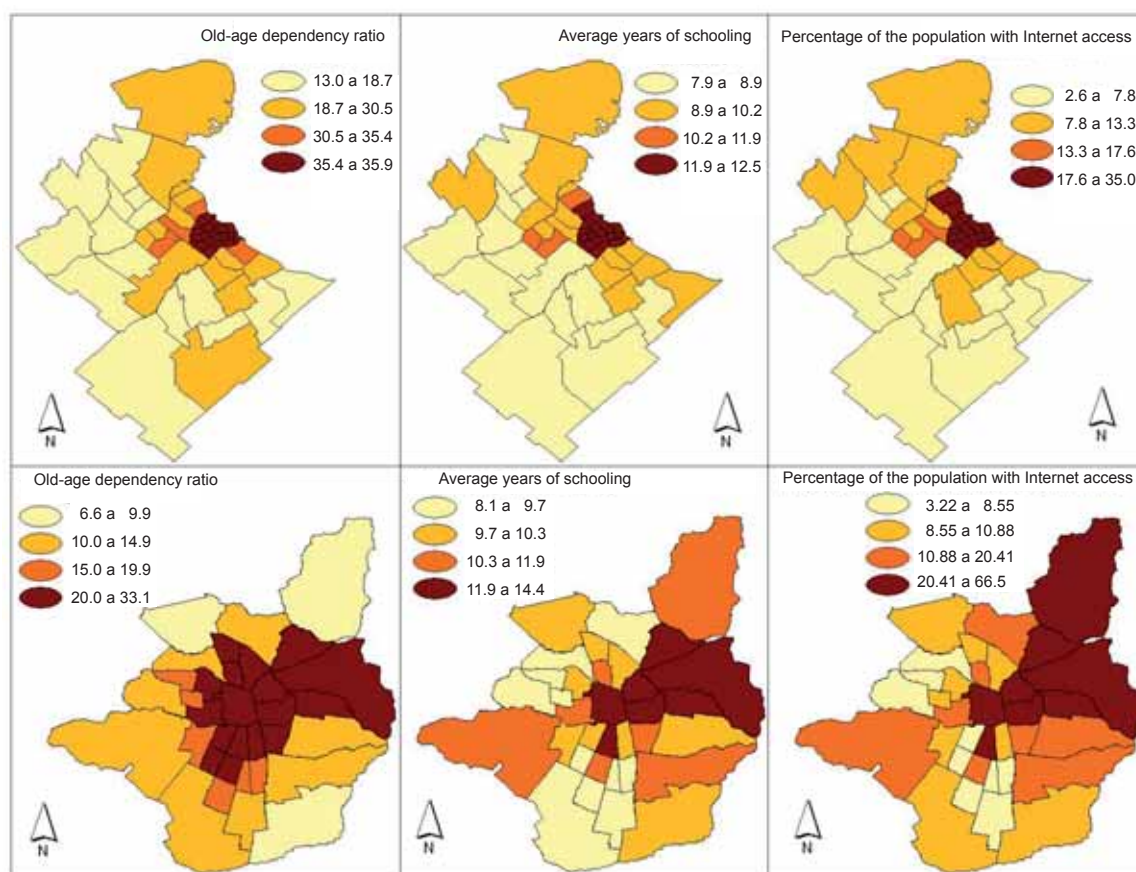 Old-age dependency ratio
13.0 a 18.7
18.7 a 30.5
30.5 a 35.4
35.4 a 35.9
N
Average years of schooling
7.9 a 8.9
8.9 a 10.2
10.2 a 11.9
11.9 a 12.5
N
Percentage of the population with Internet access
2.6 a 7.8
7.8 a 13.3
13.3 a 17.6
17.6 a 35.0
N
Old-age dependency ratio
6.6 a 9.9
10.0 a 14.9
15.0 a 19.9
20.0 a 33.1
N
Average years of schooling
8.1 a 9.7
9.7 a 10.3
10.3 a 11.9
11.9 a 14.4
N
Percentage of the population with Internet access
3.22 a 8.55
8.55 a 10.88
10.88 a 20.41
20.41 a 66.5
N